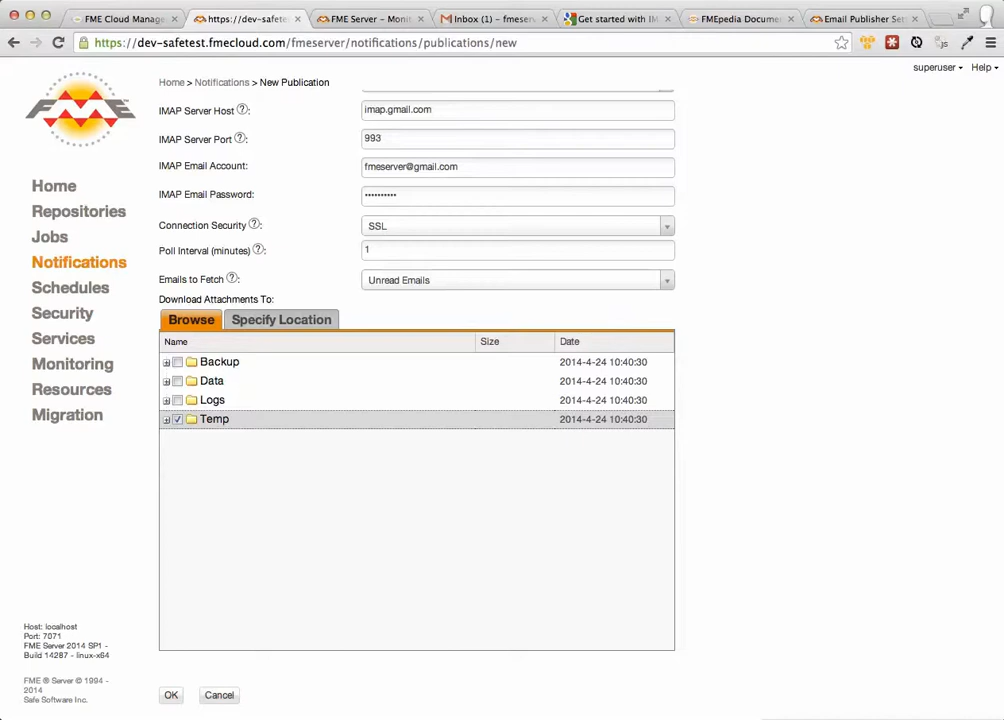 FME Cloud Manage
https://dev-safete
FME Server – Monit
Inbox (1) – fmeserv
Get started with IM
FMEpedia Docume
Email Publisher Set
https://dev-safetest.fmecloud.com/fmeserver/notifications/publications/new
superuser
Help
Home > Notifications > New Publication
FME
Home
Repositories
Jobs
Notifications
Schedules
Security
Services
Monitoring
Resources
Migration
IMAP Server Host ?:
imap.gmail.com
IMAP Server Port ?:
993
IMAP Email Account:
fmeserver@gmail.com
IMAP Email Password:
••••••••••
Connection Security ?:
SSL
Poll Interval (minutes) ?:
1
Emails to Fetch ?:
Unread Emails
Download Attachments To:
Browse
Specify Location
Name Size Date
Backup 2014-4-24 10:40:30
Data 2014-4-24 10:40:30
Logs 2014-4-24 10:40:30
Temp 2014-4-24 10:40:30
Host: localhost
Port: 7071
FME Server 2014 SP1 -
Build 14287 - linux-x64
FME ® Server © 1994 -
2014
Safe Software Inc.
OK
Cancel